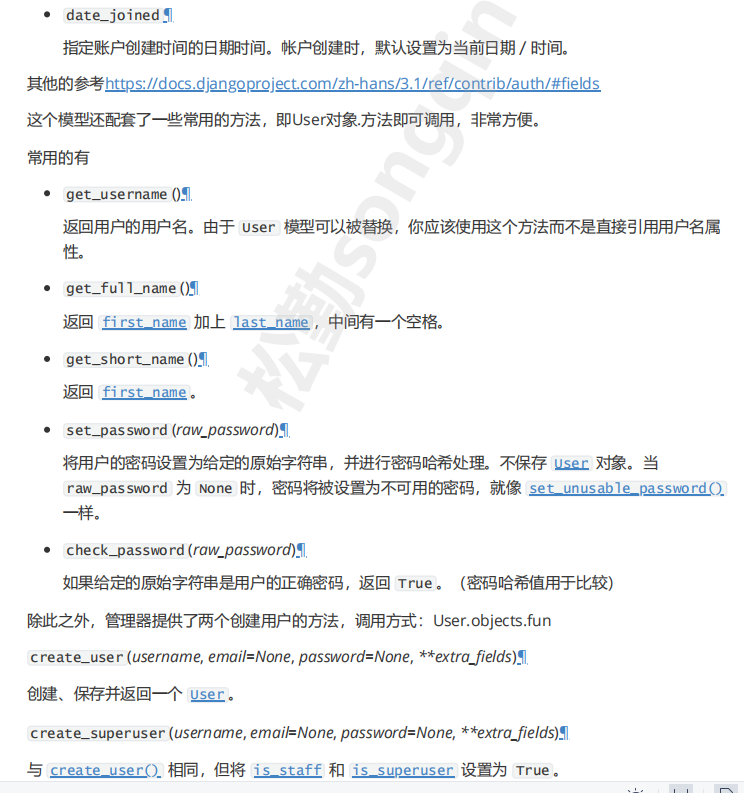 date_joined¶
指定账户创建时间的日期时间。帐户创建时，默认设置为当前日期 / 时间。
其他的参考https://docs.djangoproject.com/zh-hans/3.1/ref/contrib/auth/#fields
这个模型还配套了一些常用的方法，即User对象.方法即可调用，非常方便。
常用的有
get_username()¶
返回用户的用户名。由于 User 模型可以被替换，你应该使用这个方法而不是直接引用用户名属
性。
get_full_name()¶
返回 first_name 加上 last_name，中间有一个空格。
get_short_name()¶
返回 first_name。
set_password(raw_password)¶
将用户的密码设置为给定的原始字符串，并进行密码哈希处理。不保存 User 对象。当
raw_password 为 None 时，密码将被设置为不可用的密码，就像 set_unusable_password()
一样。
check_password(raw_password)¶
如果给定的原始字符串是用户的正确密码，返回 True。（密码哈希值用于比较）
除此之外，管理器提供了两个创建用户的方法，调用方式：User.objects.fun
create_user(username, email=None, password=None, **extra_fields)¶
创建、保存并返回一个 User。
create_superuser(username, email=None, password=None, **extra_fields)¶
与 create_user() 相同，但将 is_staff 和 is_superuser 设置为 True。
松勤songqin